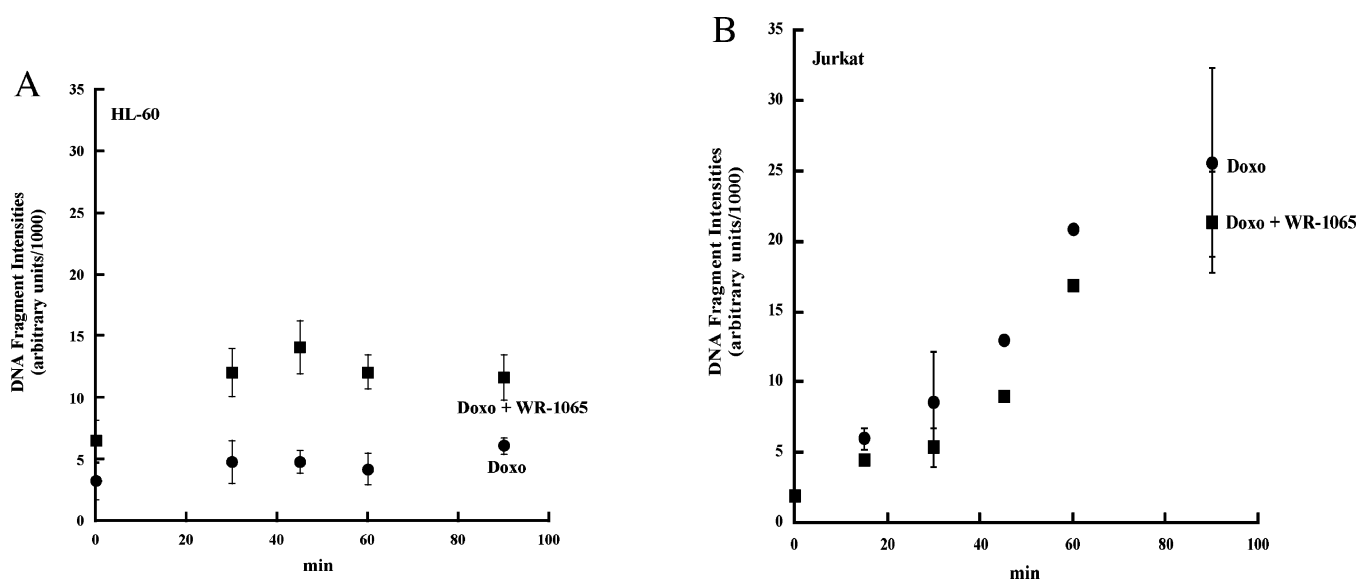 A
HL-60
DNA Fragment Intensities
(arbitrary units/1000)
35
30
25
20
15
10
5
0
Doxo + WR-1065
Doxo
0 20 40 60 80 100
min
B
Jurkat
DNA Fragment Intensities
(arbitrary units/1000)
35
30
25
20
15
10
5
0
Doxo
Doxo + WR-1065
0 20 40 60 80 100
min